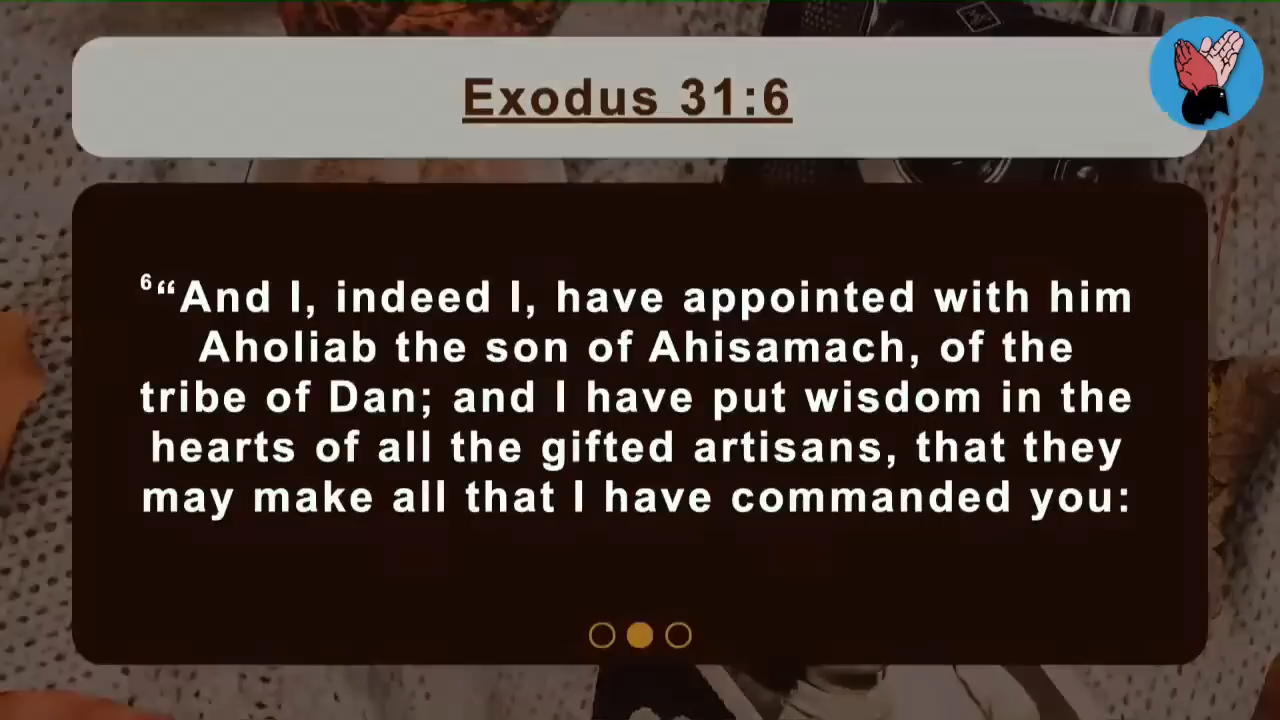 Exodus 31:6
⁶“And I, indeed I, have appointed with him
Aholiab the son of Ahisamach, of the
tribe of Dan; and I have put wisdom in the
hearts of all the gifted artisans, that they
may make all that I have commanded you: